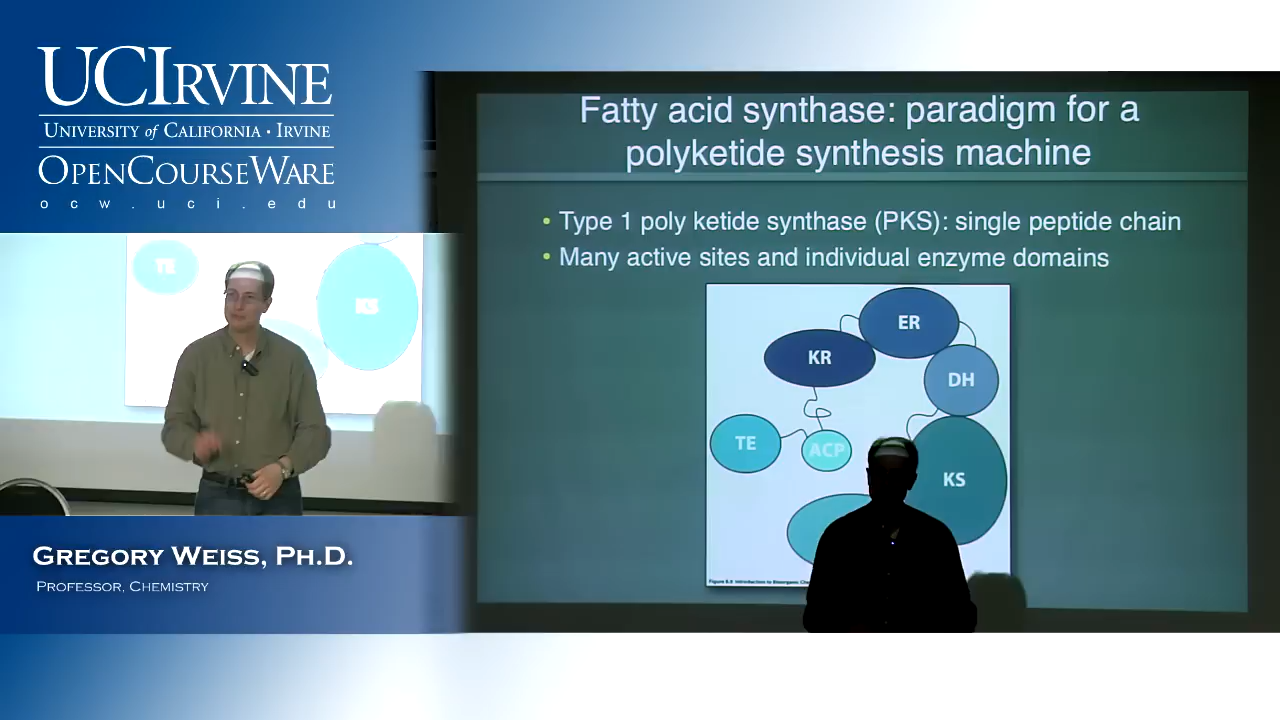 UCIRVINE
UNIVERSITY of CALIFORNIA · IRVINE
OPENCOURSEWARE
ocw.uci.edu
Fatty acid synthase: paradigm for a
polyketide synthesis machine
• Type 1 poly ketide synthase (PKS): single peptide chain
• Many active sites and individual enzyme domains
ER
KR
DH
TE
ACP
KS
TE
KS
GREGORY WEISS, PH.D.
PROFESSOR, CHEMISTRY